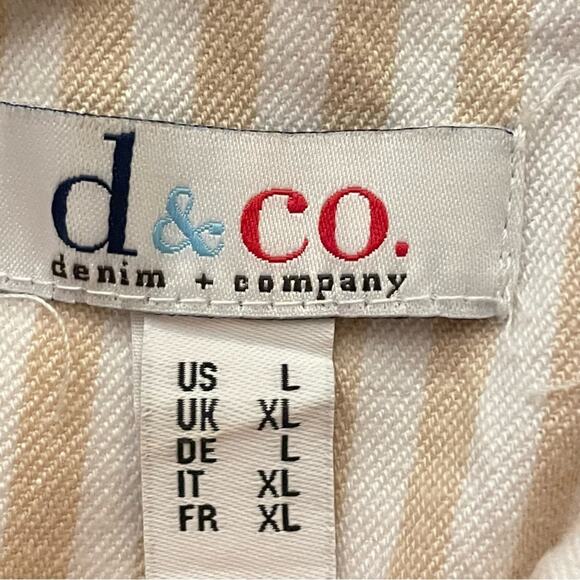 d & co.
denim + company
US L
UK XL
DE L
IT XL
FR XL